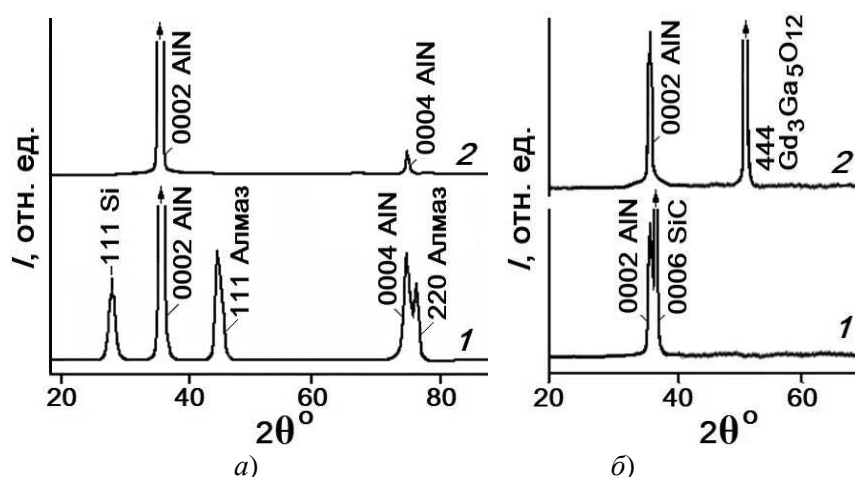 I, отн. ед.
0002 AlN
0004 AlN
2
111 Si
0002 AlN
111 Алмаз
0004 AlN
220 Алмаз
1
20 40 60 80
2θ°
а)
I, отн. ед.
0002 AlN
444
Gd3Ga5O12
2
0002 AlN
0006 SiC
1
20 40 60
2θ°
б)